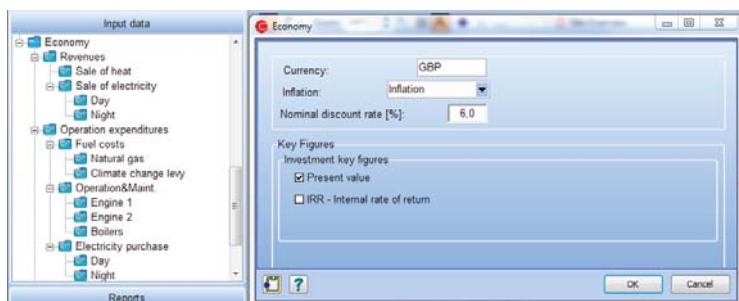 Input data
Economy
Revenues
Sale of heat
Sale of electricity
Day
Night
Operation expenditures
Fuel costs
Natural gas
Climate change levy
Operation&Maint.
Engine 1
Engine 2
Boilers
Electricity purchase
Day
Night
Reports
Economy
Currency: GBP
Inflation: Inflation
Nominal discount rate [%]: 6,0
Key Figures
Investment key figures
Present value
IRR - Internal rate of return
OK Cancel